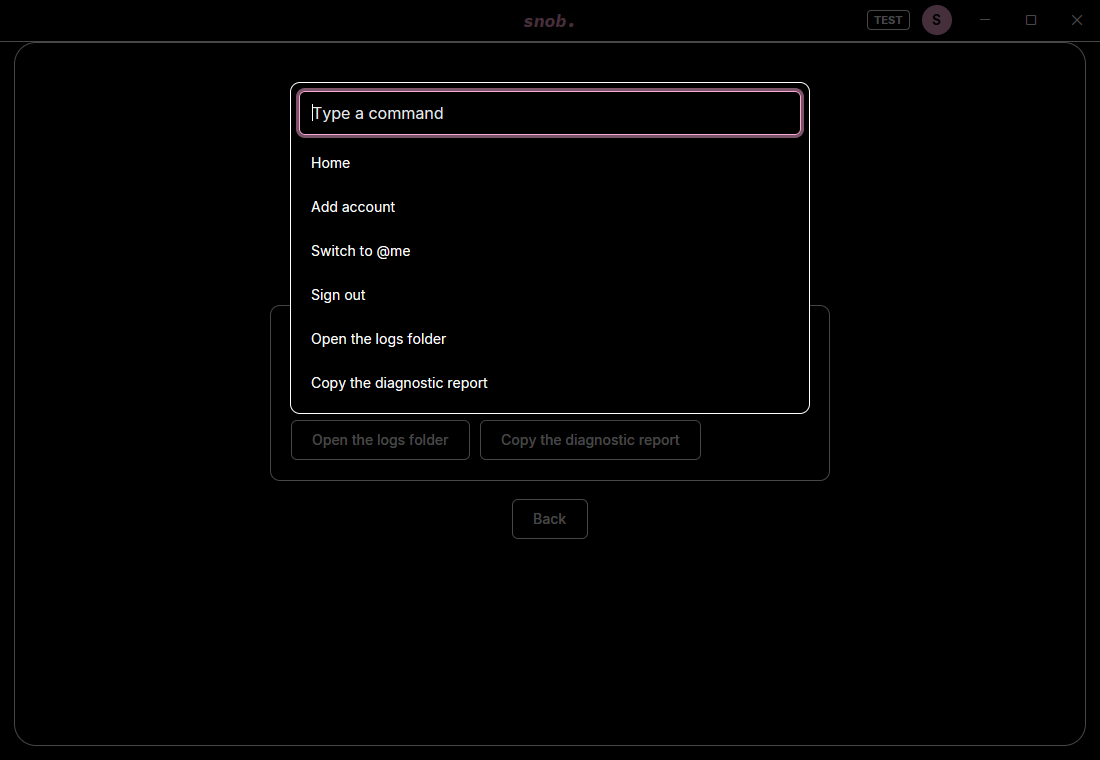 snob.
TEST
S
Type a command
Home
Add account
Switch to @me
Sign out
Open the logs folder
Copy the diagnostic report
Open the logs folder
Copy the diagnostic report
Back